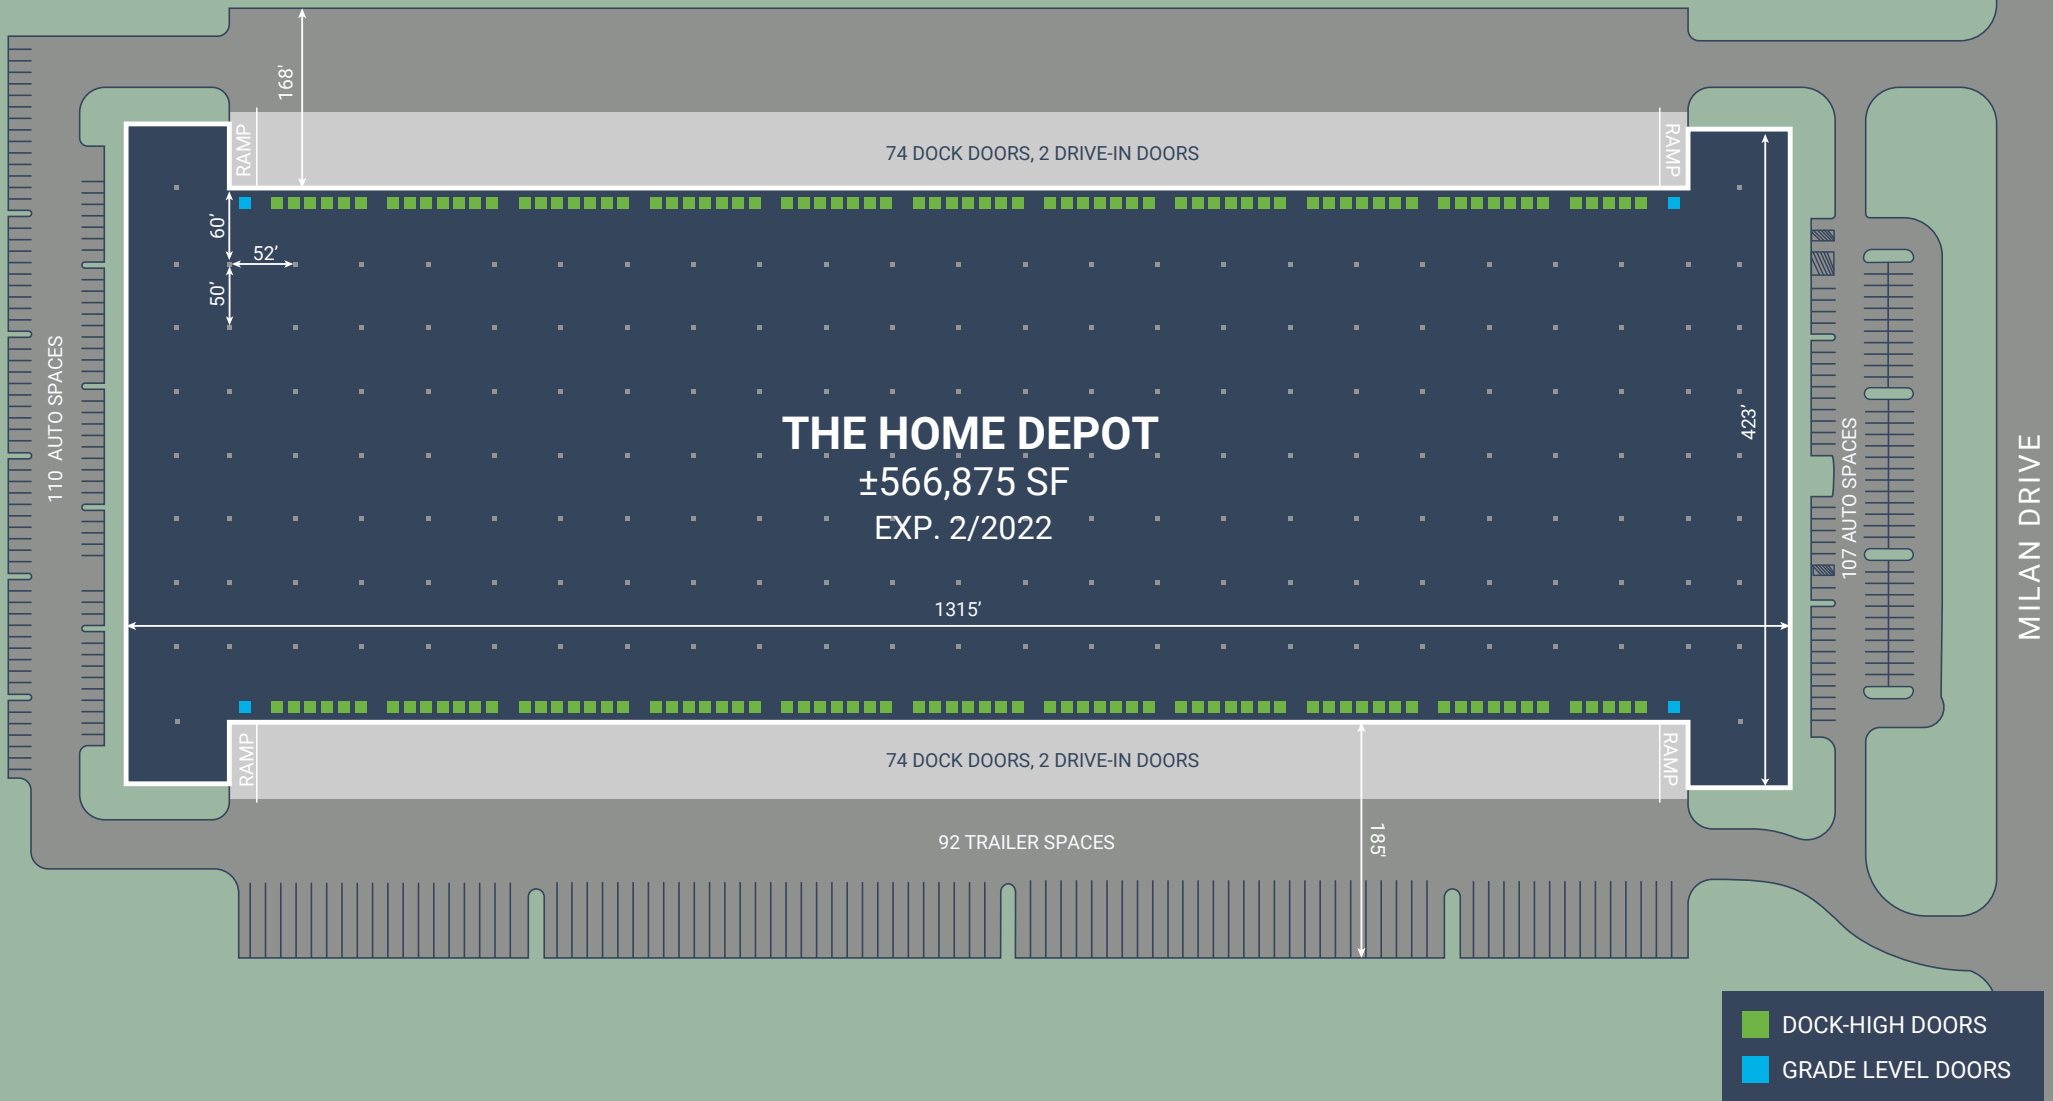 168'
RAMP
74 DOCK DOORS, 2 DRIVE-IN DOORS
RAMP
60’
52’
50’
110 AUTO SPACES
THE HOME DEPOT
±566,875 SF
EXP. 2/2022
423’
107 AUTO SPACES
MILAN DRIVE
1315’
RAMP
74 DOCK DOORS, 2 DRIVE-IN DOORS
RAMP
92 TRAILER SPACES
185’
DOCK-HIGH DOORS
GRADE LEVEL DOORS